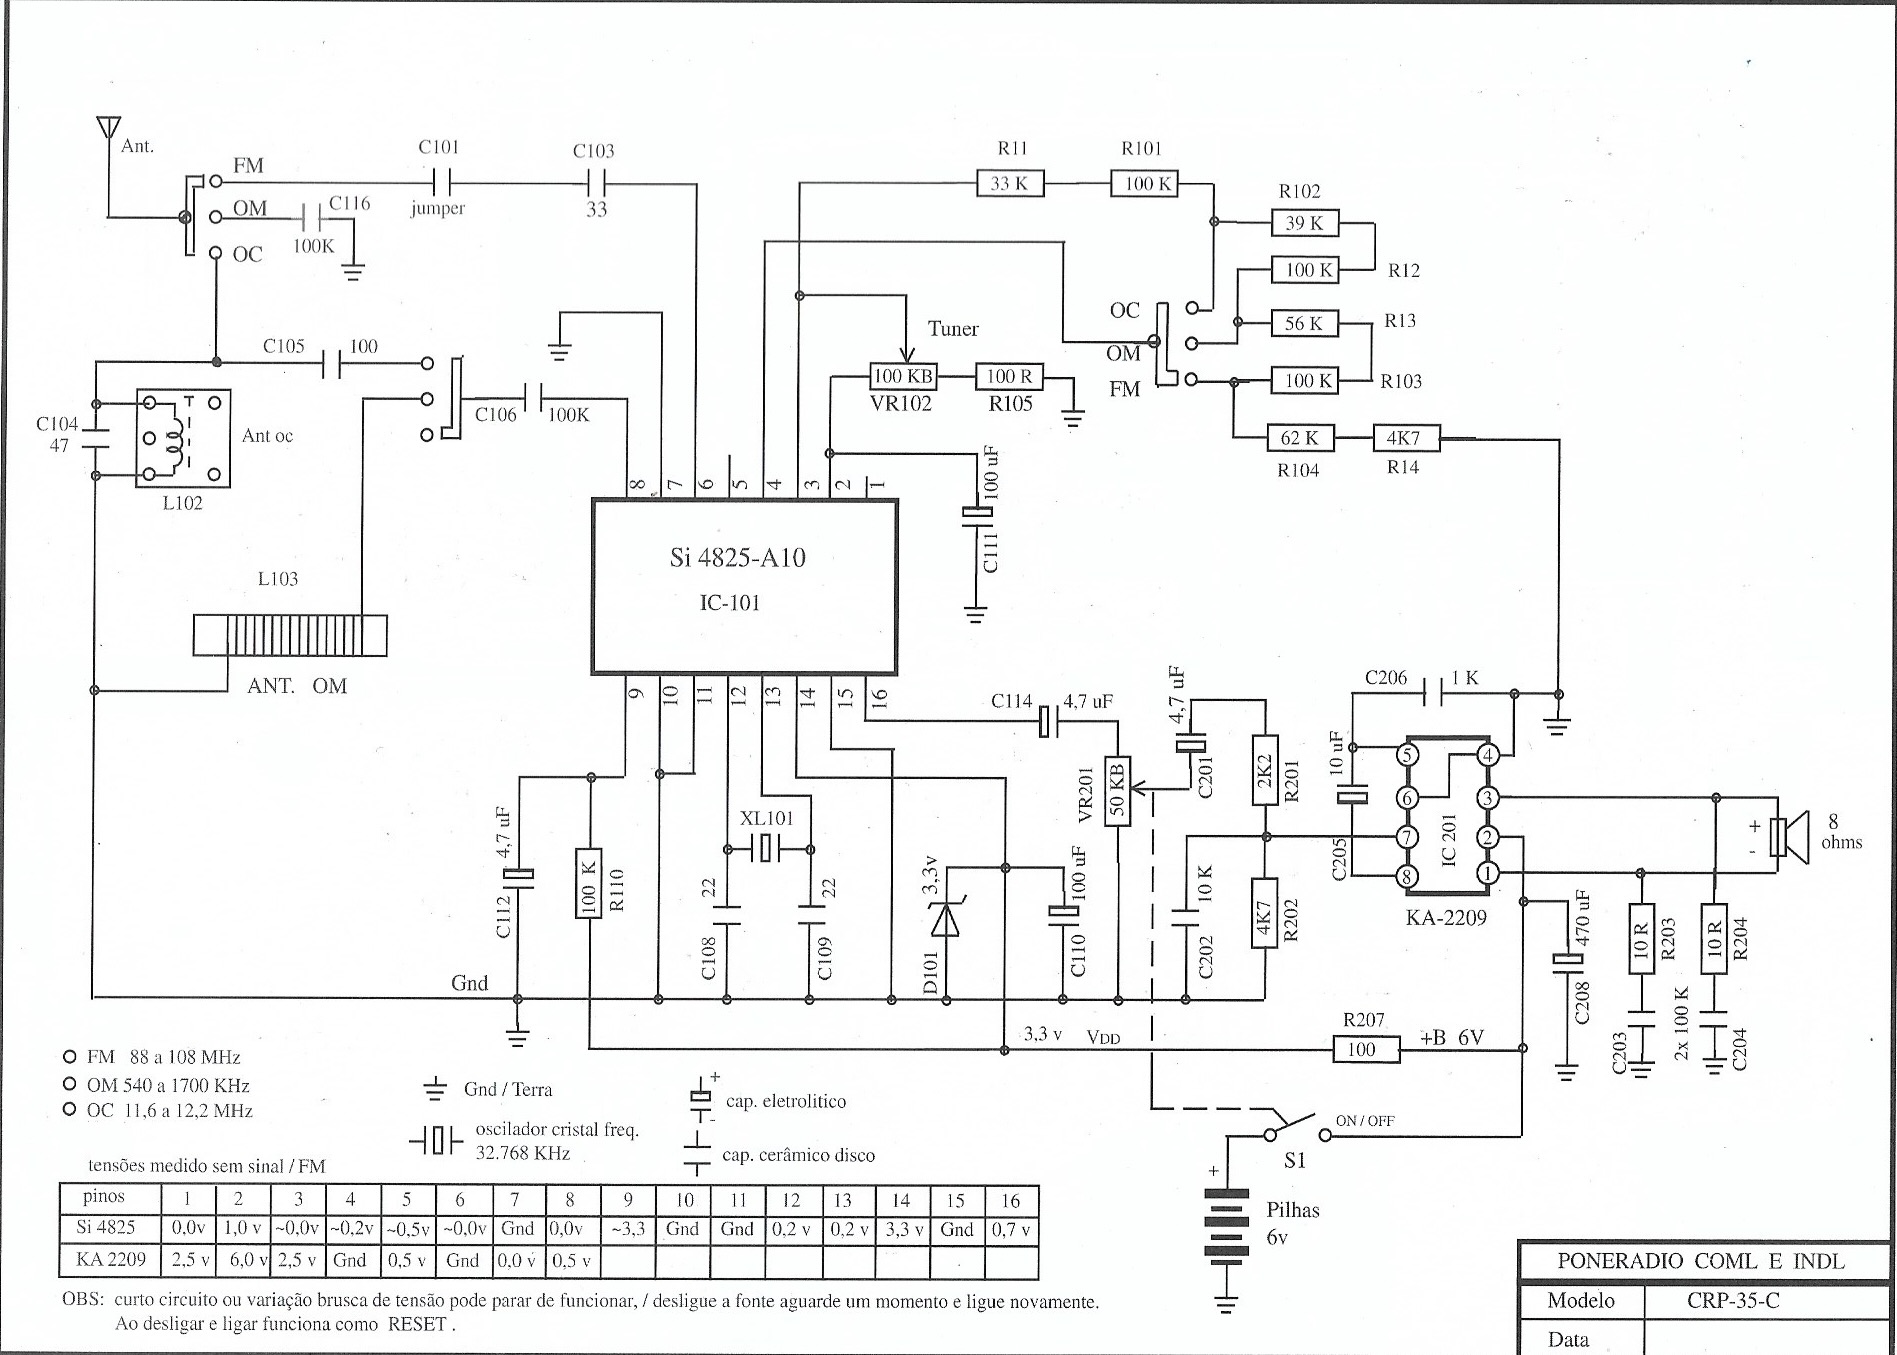 Ant.
FM
OM
OC
C101
jumper
C103
33
C116
100K
R11
33 K
R101
100 K
R102
39 K
100 K
R12
56 K
R13
100 K
R103
62 K
R104
4K7
R14
OC
OM
FM
Tuner
100 KB
VR102
100 R
R105
C105
100
C106
100K
C104
47
Ant oc
L102
L103
ANT. OM
8
7
6
5
4
3
2
1
100 uF
C111
Si 4825-A10
IC-101
9
10
11
12
13
14
15
16
C114
4,7 uF
4,7 uF
C201
VR201
50 KB
2K2
R201
10 uF
C205
C206
1 K
5
4
6
3
7
2
8
1
IC 201
KA-2209
+
-
8
ohms
4,7 uF
C112
100 K
R110
XL101
22
C108
22
C109
3,3v
D101
100 uF
C110
10 K
C202
4K7
R202
470 uF
C208
10 R
R203
10 R
R204
C203
2x 100 K
C204
Gnd
3,3 v
VDD
R207
100
+B 6V
ON / OFF
S1
+
Pilhas
6v
FM 88 a 108 MHz
OM 540 a 1700 KHz
OC 11,6 a 12,2 MHz
Gnd / Terra
oscilador cristal freq.
32.768 KHz
+
-
cap. eletrolitico
cap. cerâmico disco
tensões medido sem sinal / FM
pinos 1 2 3 4 5 6 7 8 9 10 11 12 13 14 15 16
Si 4825 0,0v 1,0 v ~0,0v ~0,2v ~0,5v ~0,0v Gnd 0,0v ~3,3 Gnd Gnd 0,2 v 0,2 v 3,3 v Gnd 0,7 v
KA 2209 2,5 v 6,0 v 2,5 v Gnd 0,5 v Gnd 0,0 v 0,5 v
OBS: curto circuito ou variação brusca de tensão pode parar de funcionar, / desligue a fonte aguarde um momento e ligue novamente.
Ao desligar e ligar funciona como RESET .
PONERADIO COML E INDL
Modelo CRP-35-C
Data